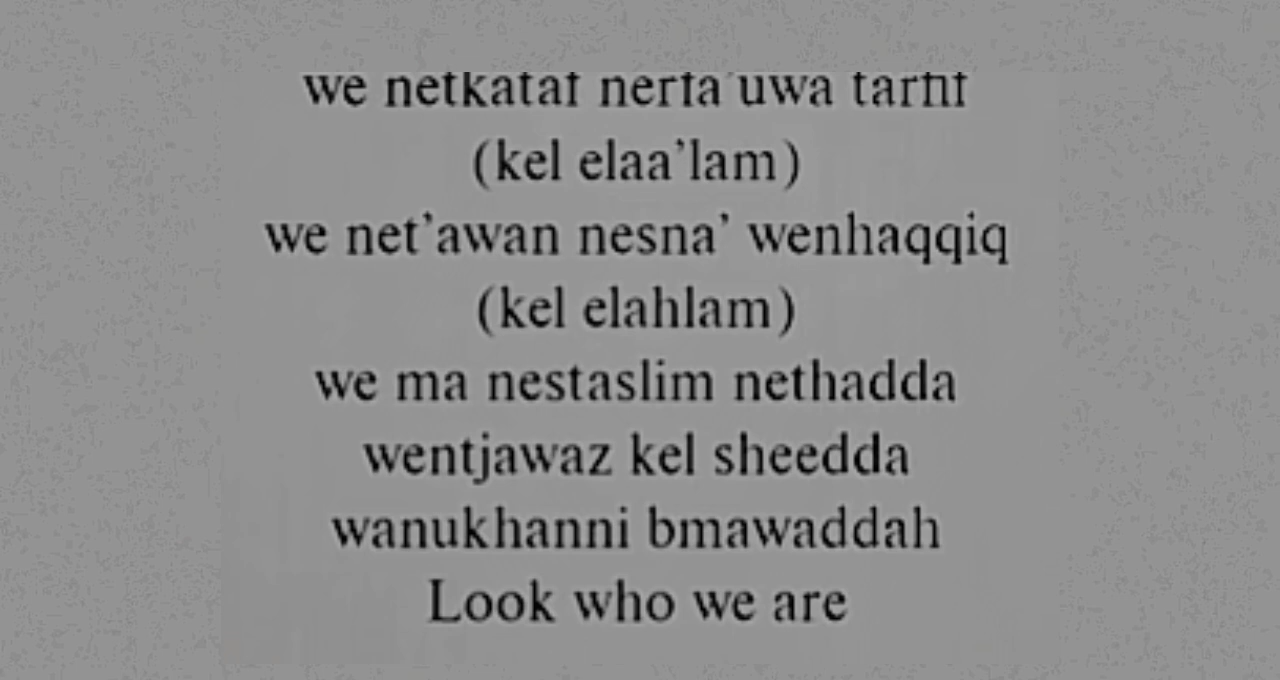 we netkataf nerfa'uwa tarfif
(kel elaa’lam)
we net’awan nesna’ wenhaqqiq
(kel elahlam)
we ma nestaslim nethadda
wentjawaz kel sheedda
wanukhanni bmawaddah
Look who we are